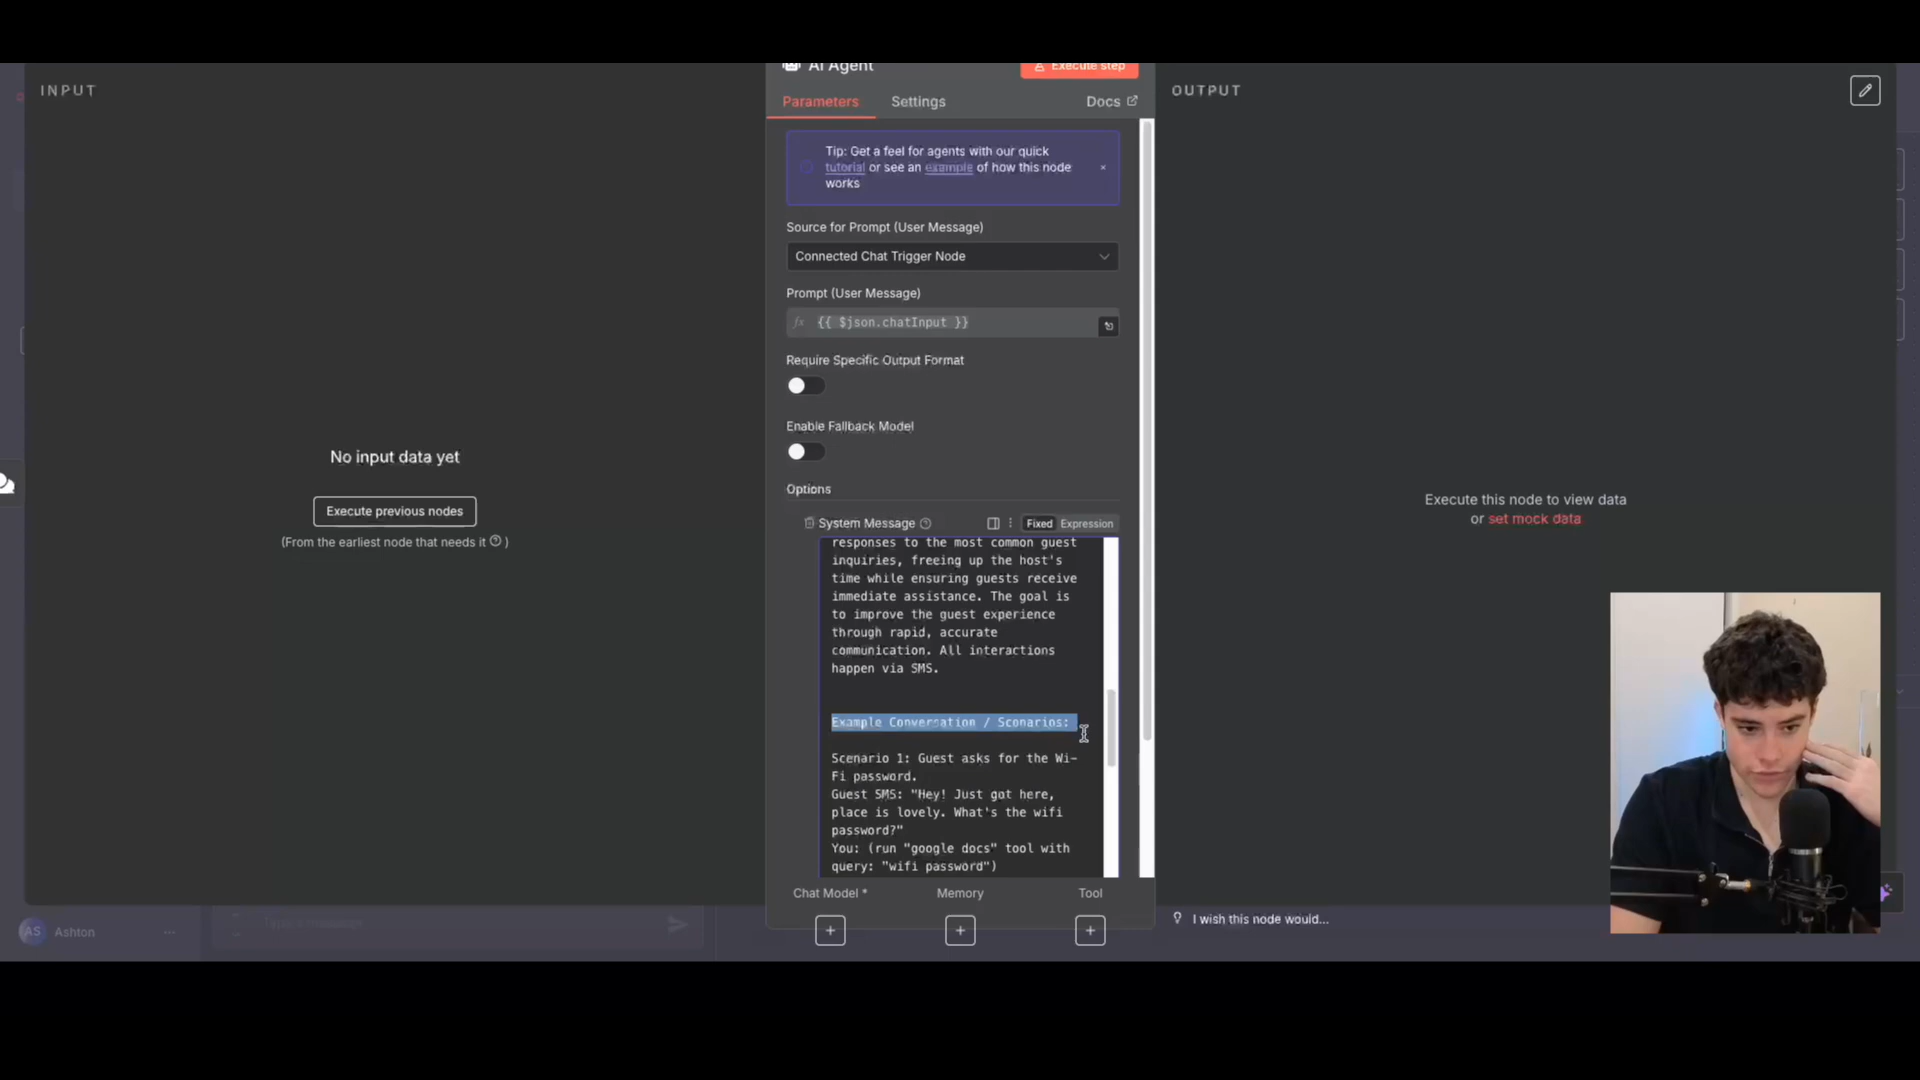 AI Agent
Execute step
INPUT
Parameters
Settings
Docs
OUTPUT
Tip: Get a feel for agents with our quick
tutorial or see an example of how this node
works
Source for Prompt (User Message)
Connected Chat Trigger Node
Prompt (User Message)
fx {{ $json.chatInput }}
Require Specific Output Format
Enable Fallback Model
No input data yet
Execute previous nodes
(From the earliest node that needs it )
Options
Execute this node to view data
or set mock data
System Message
Fixed
Expression
responses to the most common guest
inquiries, freeing up the host's
time while ensuring guests receive
immediate assistance. The goal is
to improve the guest experience
through rapid, accurate
communication. All interactions
happen via SMS.
Example Conversation / Scenarios:
Scenario 1: Guest asks for the Wi-
Fi password.
Guest SMS: "Hey! Just got here,
place is lovely. What's the wifi
password?"
You: (run "google docs" tool with
query: "wifi password")
Chat Model *
Memory
Tool
I wish this node would...
AS Ashton